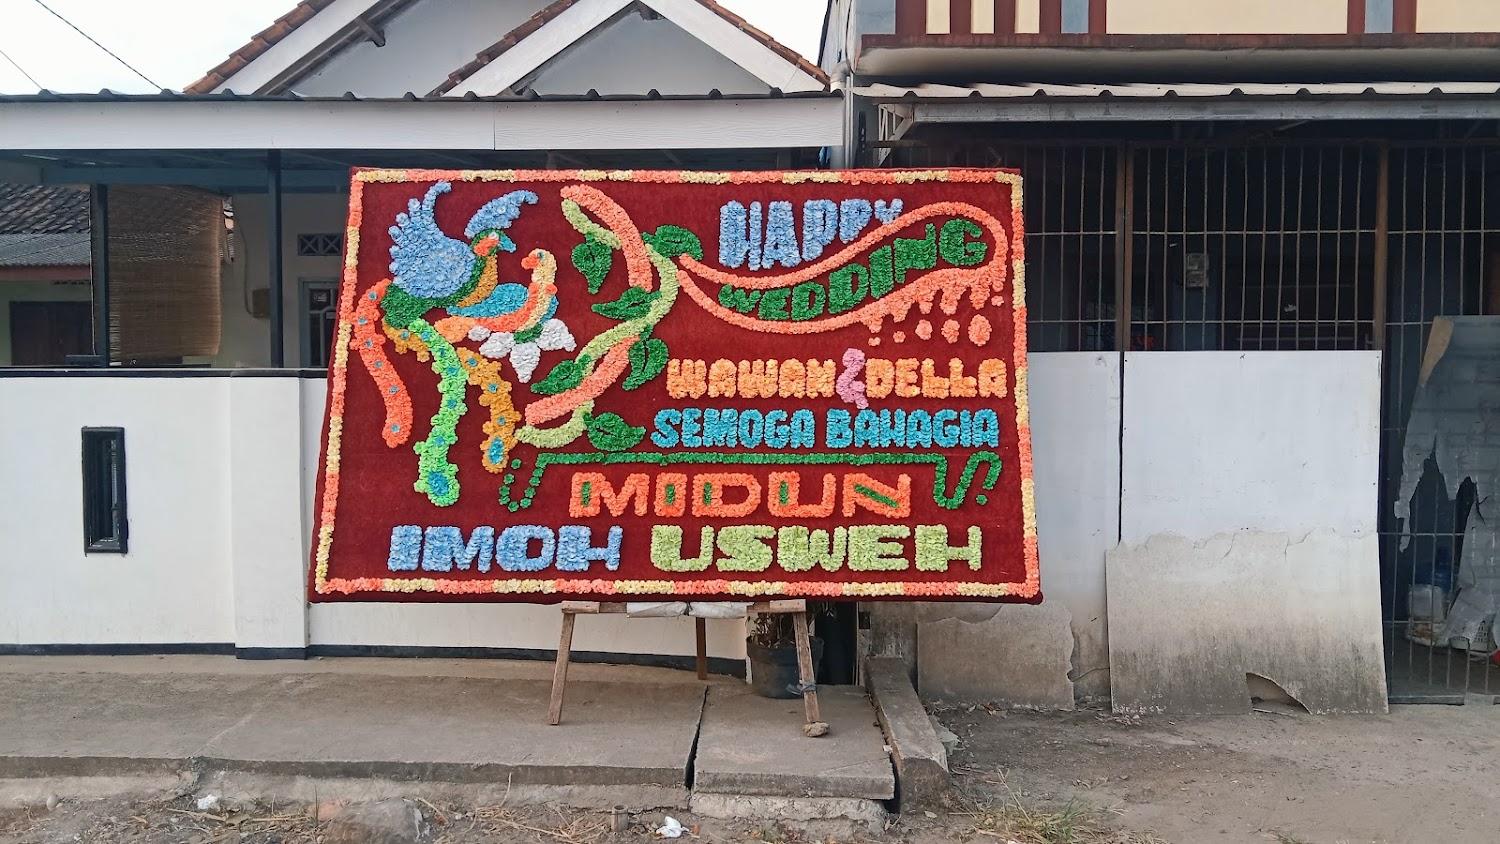 HAPPY
WEDDING
WAWAN & DELLA
SEMOGA BAHAGIA
MIDUN
IMOH USWEH